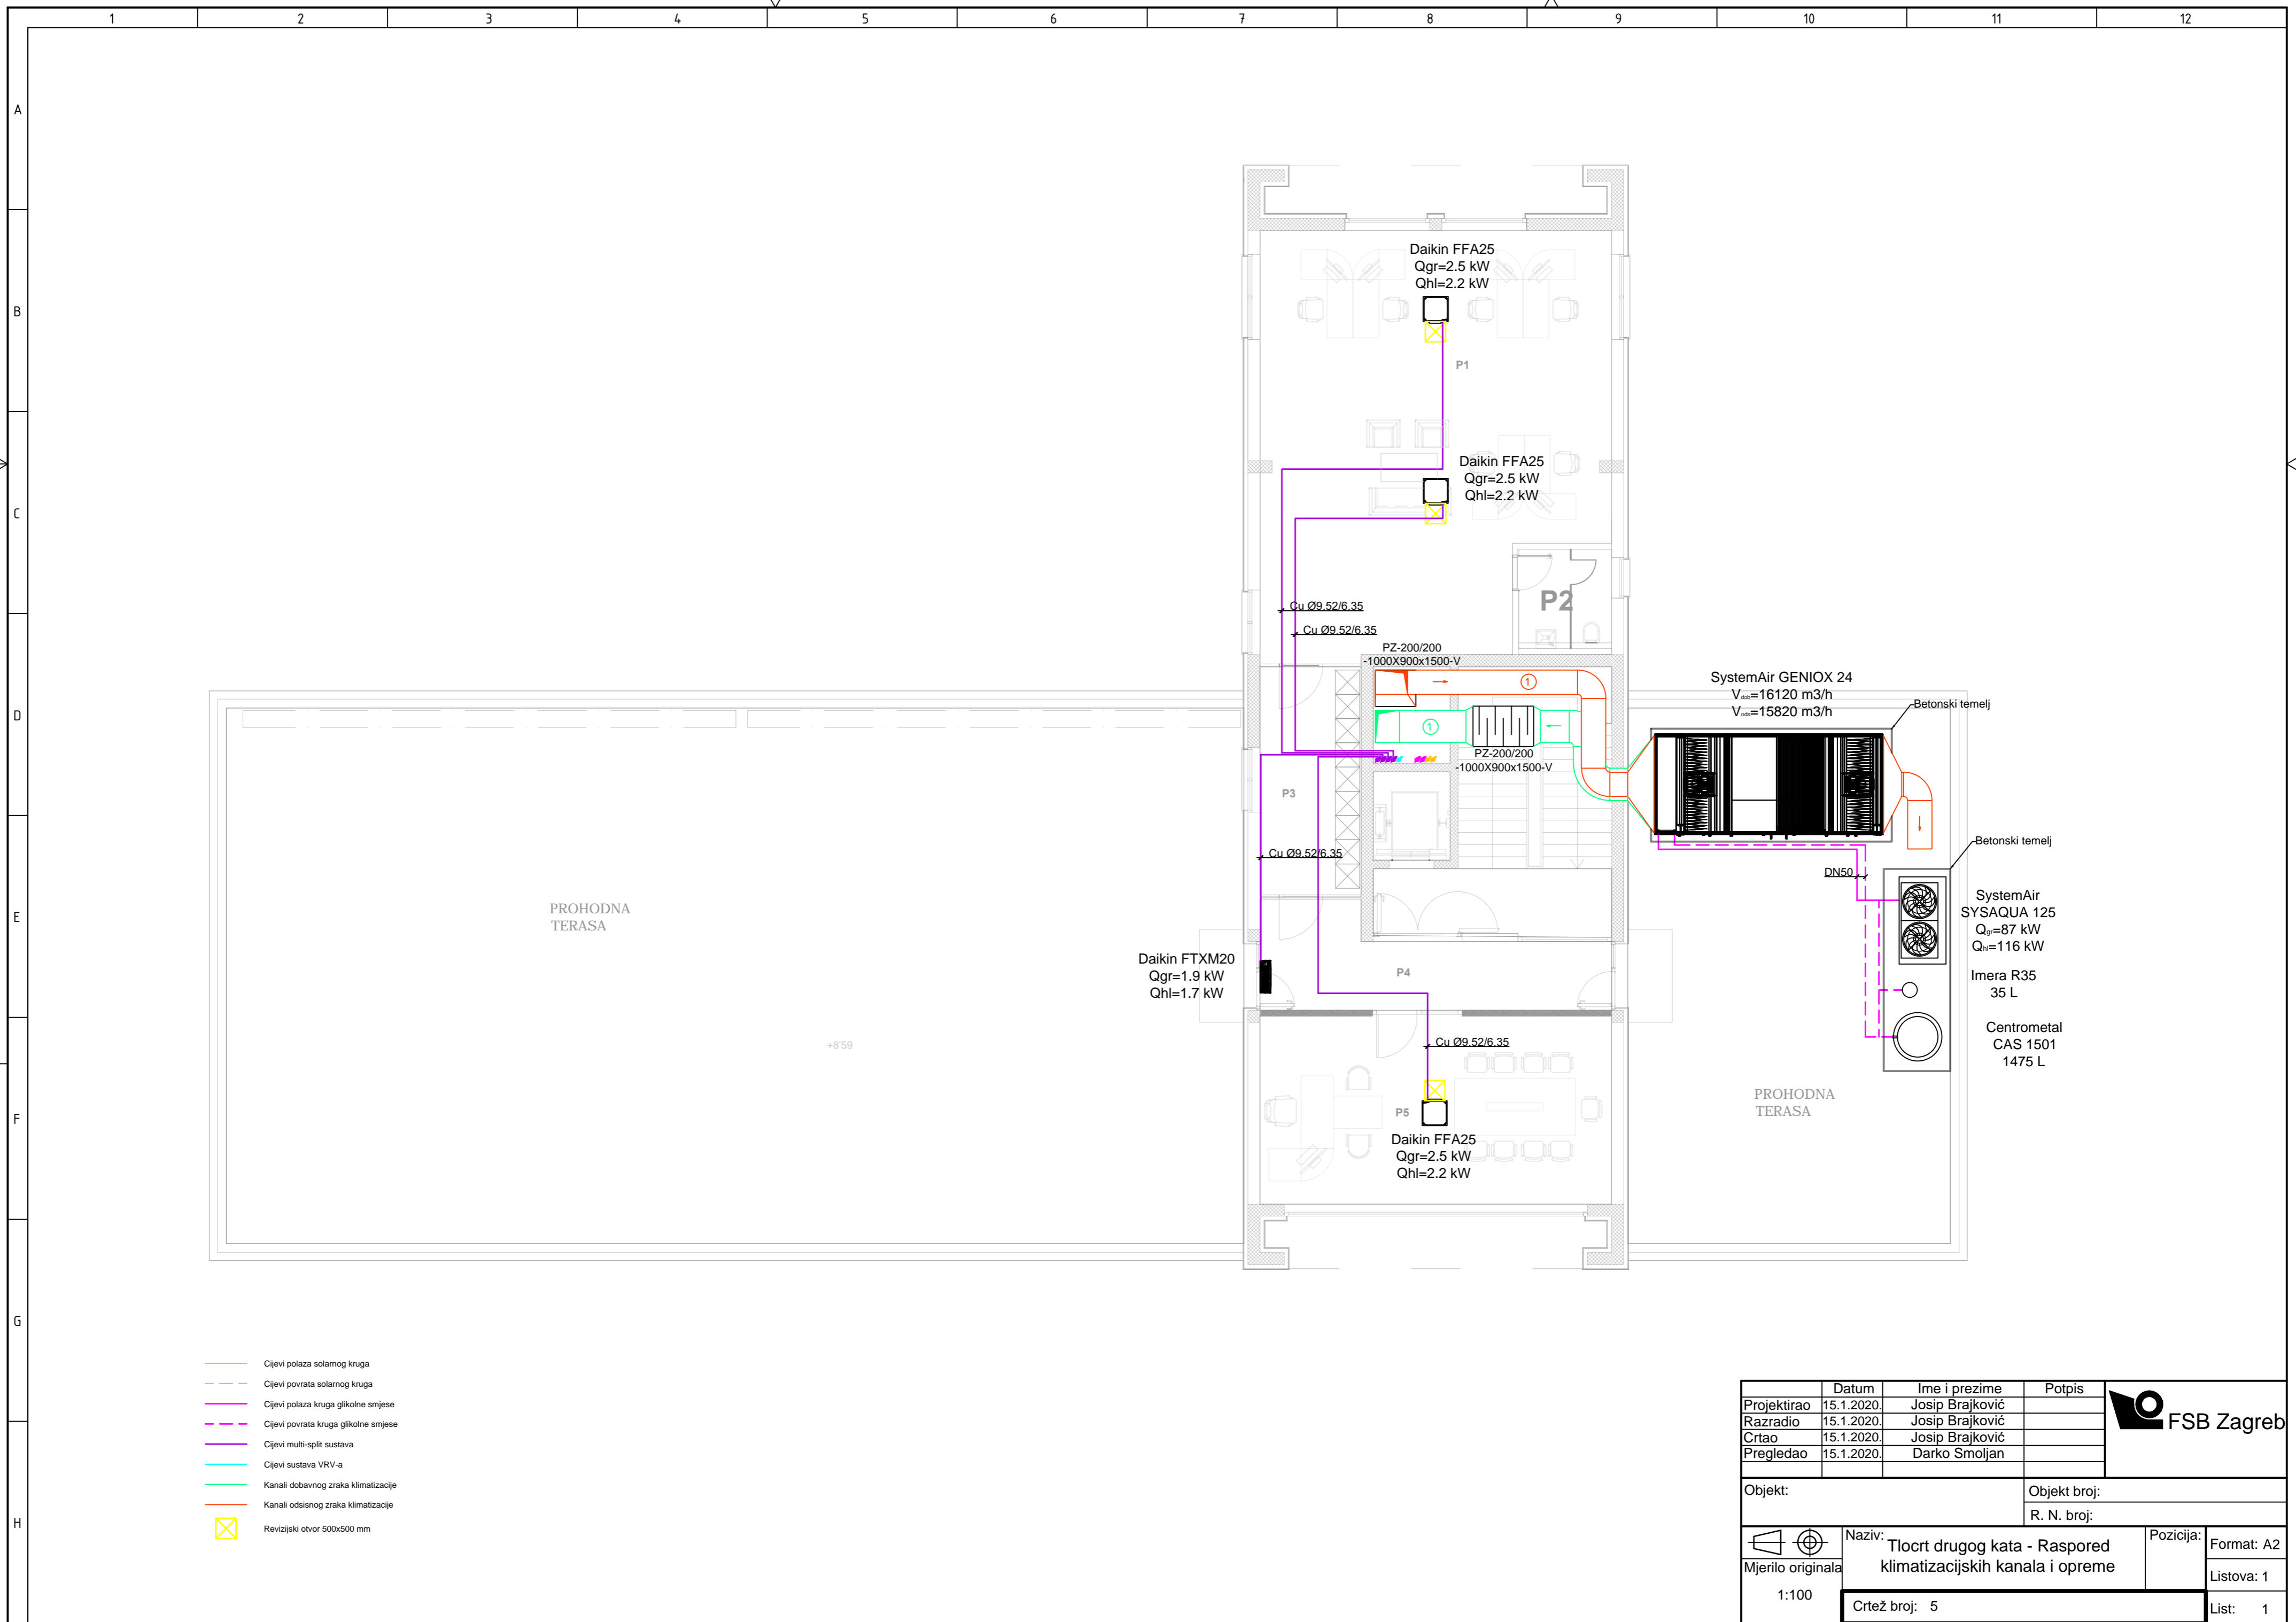 1 2 3 4 5 6 7 8 9 10 11 12
A
B
C
D
E
F
G
H
Daikin FFA25
Qgr=2.5 kW
Qhl=2.2 kW
P1
Daikin FFA25
Qgr=2.5 kW
Qhl=2.2 kW
P2
Cu Ø9.52/6.35
Cu Ø9.52/6.35
PZ-200/200
-1000X900x1500-V
1
1
PZ-200/200
-1000X900x1500-V
SystemAir GENIOX 24
Vdob=16120 m3/h
Vods=15820 m3/h
Betonski temelj
P3
Cu Ø9.52/6.35
Betonski temelj
DN50
SystemAir
SYSAQUA 125
Qgr=87 kW
Qhl=116 kW
Imera R35
35 L
Centrometal
CAS 1501
1475 L
PROHODNA
TERASA
+8'59
Daikin FTXM20
Qgr=1.9 kW
Qhl=1.7 kW
P4
Cu Ø9.52/6.35
P5
Daikin FFA25
Qgr=2.5 kW
Qhl=2.2 kW
PROHODNA
TERASA
Cijevi polaza solarnog kruga
Cijevi povrata solarnog kruga
Cijevi polaza kruga glikolne smjese
Cijevi povrata kruga glikolne smjese
Cijevi multi-split sustava
Cijevi sustava VRV-a
Kanali dobavnog zraka klimatizacije
Kanali odsisnog zraka klimatizacije
Revizijski otvor 500x500 mm
Datum Ime i prezime Potpis
Projektirao 15.1.2020. Josip Brajković
Razradio 15.1.2020. Josip Brajković
Crtao 15.1.2020. Josip Brajković
Pregledao 15.1.2020. Darko Smoljan
FSB Zagreb
Objekt:
Objekt broj:
R. N. broj:
Naziv: Tlocrt drugog kata - Raspored
klimatizacijskih kanala i opreme
Pozicija:
Format: A2
Mjerilo originala
1:100
Listova: 1
Crtež broj: 5
List: 1